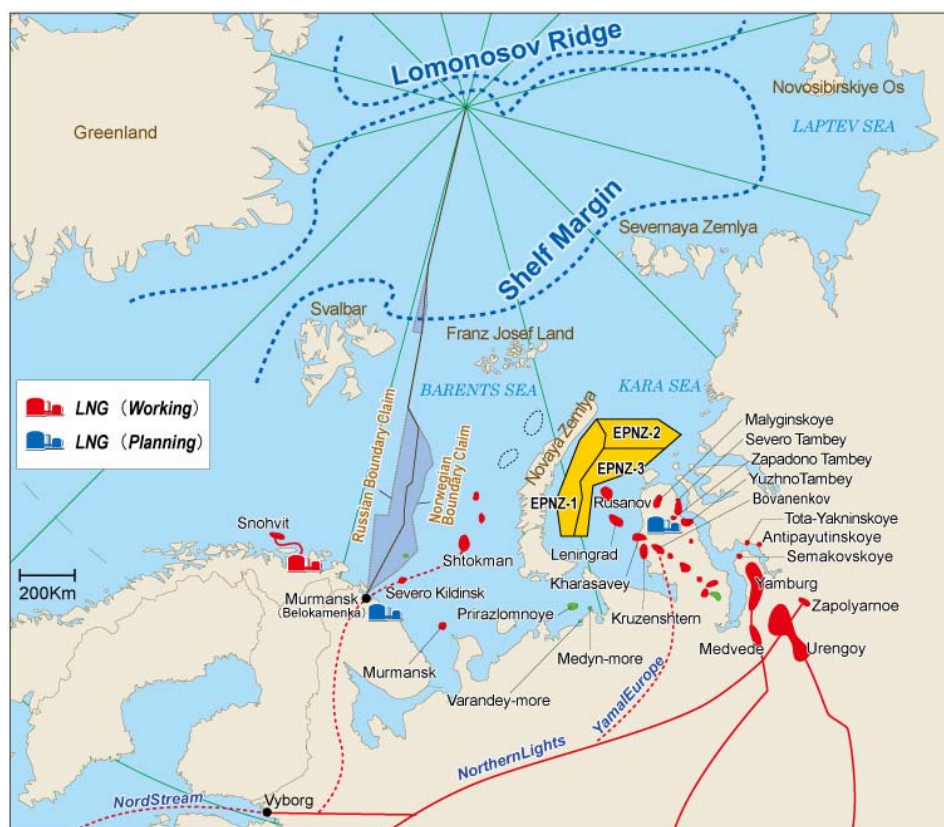 Lomonosov Ridge
Novosibirskiye Os
LAPTEV SEA
Greenland
Severnaya Zemlya
Shelf Margin
Svalbar
Franz Josef Land
BARENTS SEA
KARA SEA
LNG（Working）
LNG（Planning）
Russian Boundary Claim
Norwegian
Boundary Claim
Novaya Zemlya
EPNZ-2
EPNZ-3
EPNZ-1
Malyginskoye
Severo Tambey
Zapadono Tambey
YuzhnoTambey
Bovanenkov
Rusanov
Tota-Yakninskoye
Antipayutinskoye
Semakovskoye
Snohvit
Shtokman
Leningrad
Kharasavey
Yamburg
200Km
Murmansk
(Belokamenka)
Severo Kildinsk
Prirazlomnoye
Kruzenshtern
Zapolyarnoe
Medvede
Urengoy
Murmansk
Medyn-more
Varandey-more
YamalEurope
NorthernLights
NordStream
Vyborg